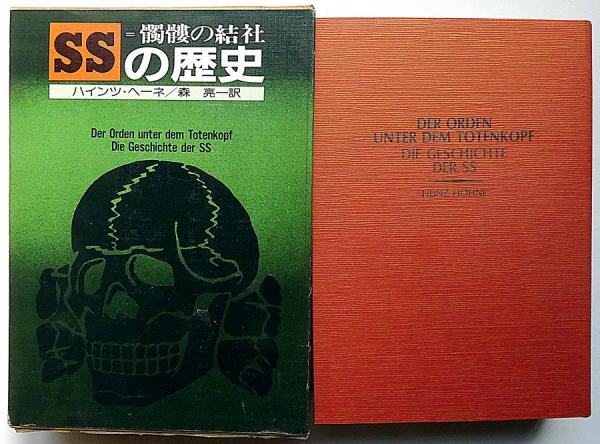 SS=髑髏の結社
の歴史
ハインツ・ヘーネ/森 亮一訳
Der Orden unter dem Totenkopf
Die Geschichte der SS
DER ORDEN
UNTER DEM TOTENKOPF
DIE GESCHICHTE
DER SS
HEINZ HÖHNE